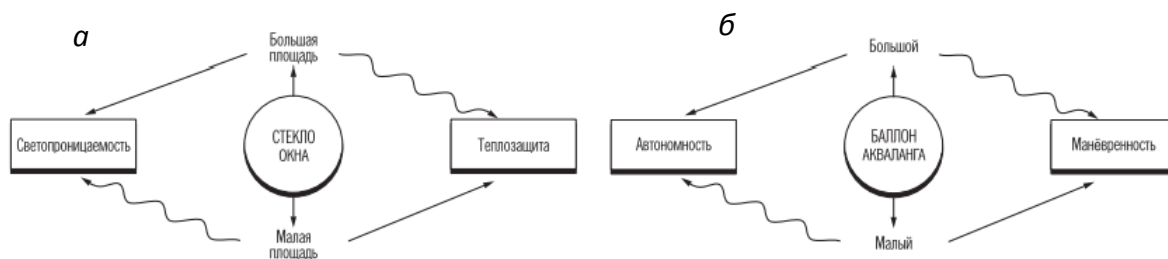 а
Большая
площадь
Светопроницаемость
СТЕКЛО
ОКНА
Теплозащита
Малая
площадь
б
Большой
Автономность
БАЛЛОН
АКВАЛАНГА
Манёвренность
Малый